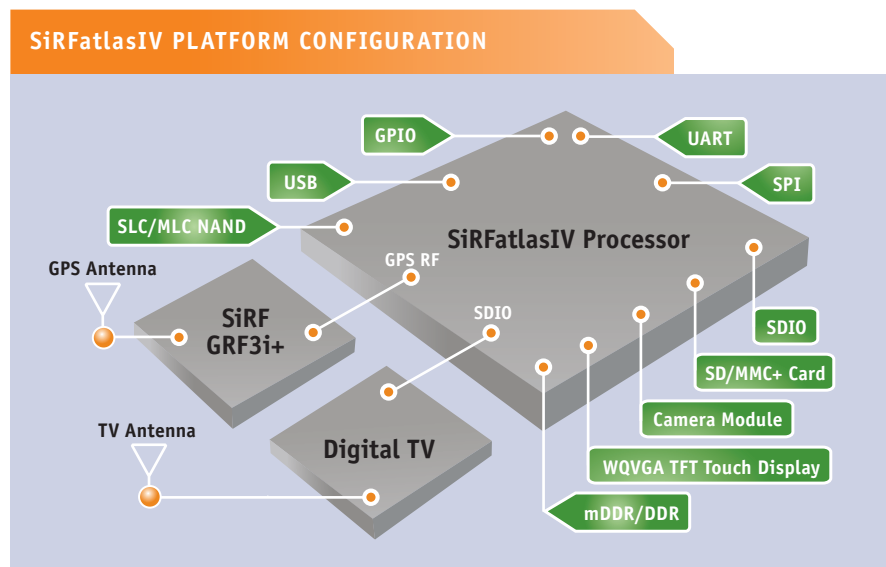 SiRFatlasIV PLATFORM CONFIGURATION
GPIO
UART
USB
SPI
SLC/MLC NAND
SiRFatlasIV Processor
GPS RF
GPS Antenna
SiRF
GRF3i+
SDIO
SDIO
SD/MMC+ Card
Camera Module
TV Antenna
Digital TV
WQVGA TFT Touch Display
mDDR/DDR